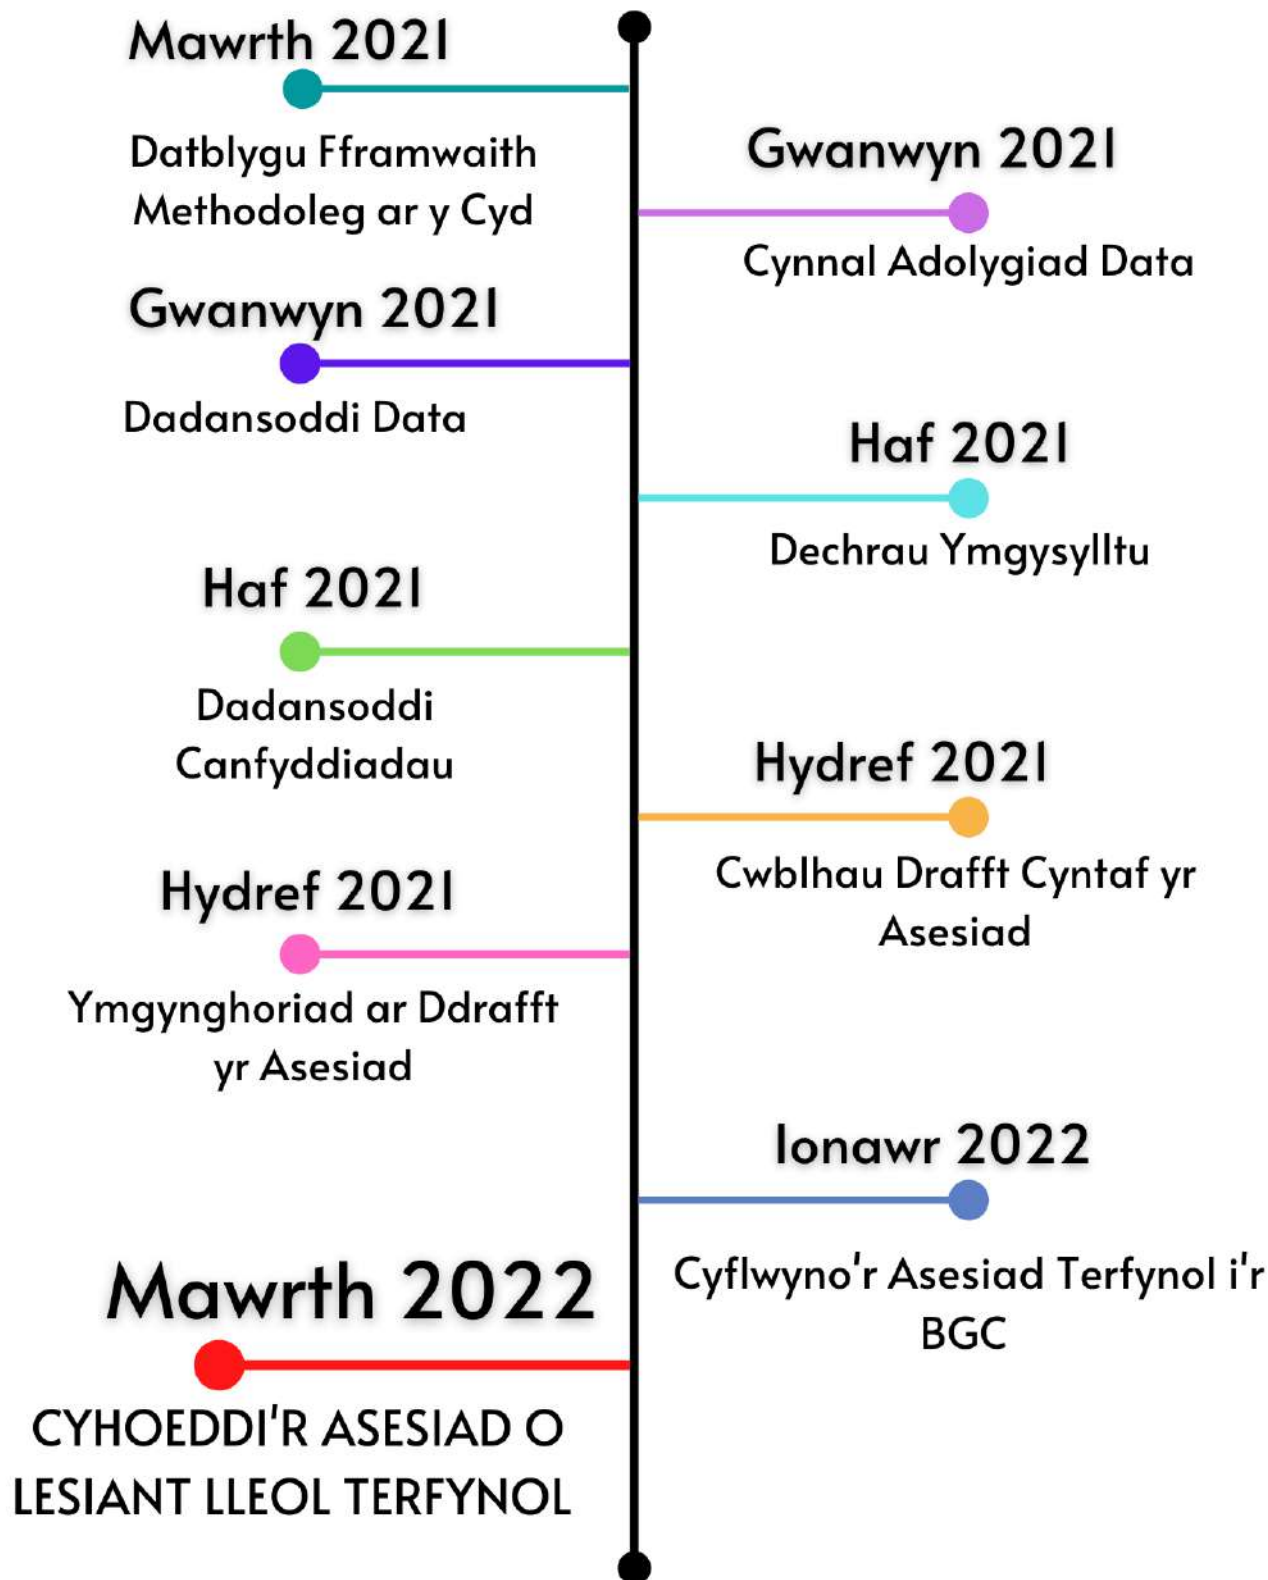 Mawrth 2021
Datblygu Fframwaith
Methodoleg ar y Cyd
Gwanwyn 2021
Cynnal Adolygiad Data
Gwanwyn 2021
Dadansoddi Data
Haf 2021
Dechrau Ymgysylltu
Haf 2021
Dadansoddi
Canfyddiadau
Hydref 2021
Cwblhau Drafft Cyntaf yr
Asesiad
Hydref 2021
Ymgynghoriad ar Ddrafft
yr Asesiad
Ionawr 2022
Cyflwyno'r Asesiad Terfynol i'r
BGC
Mawrth 2022
CYHOEDDI'R ASESIAD O
LESIANT LLEOL TERFYNOL